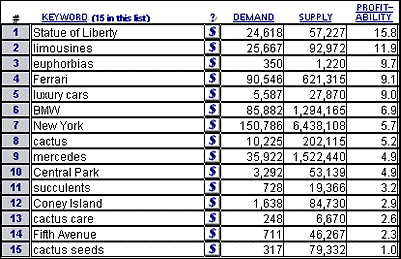 # KEYWORD (15 in this list) ? DEMAND SUPPLY PROFIT-
ABILITY
1 Statue of Liberty $ 24,618 57,227 15.8
2 limousines $ 25,667 92,972 11.9
3 euphorbias $ 350 1,220 9.7
4 Ferrari $ 90,546 621,315 9.1
5 luxury cars $ 5,587 27,870 9.0
6 BMW $ 85,882 1,294,165 6.9
7 New York $ 150,786 6,438,108 5.7
8 cactus $ 10,225 202,115 5.2
9 mercedes $ 35,922 1,522,440 4.9
10 Central Park $ 3,292 53,139 4.9
11 succulents $ 728 19,366 3.2
12 Coney Island $ 1,638 84,730 2.9
13 cactus care $ 248 6,670 2.6
14 Fifth Avenue $ 711 46,267 2.3
15 cactus seeds $ 317 79,332 1.0